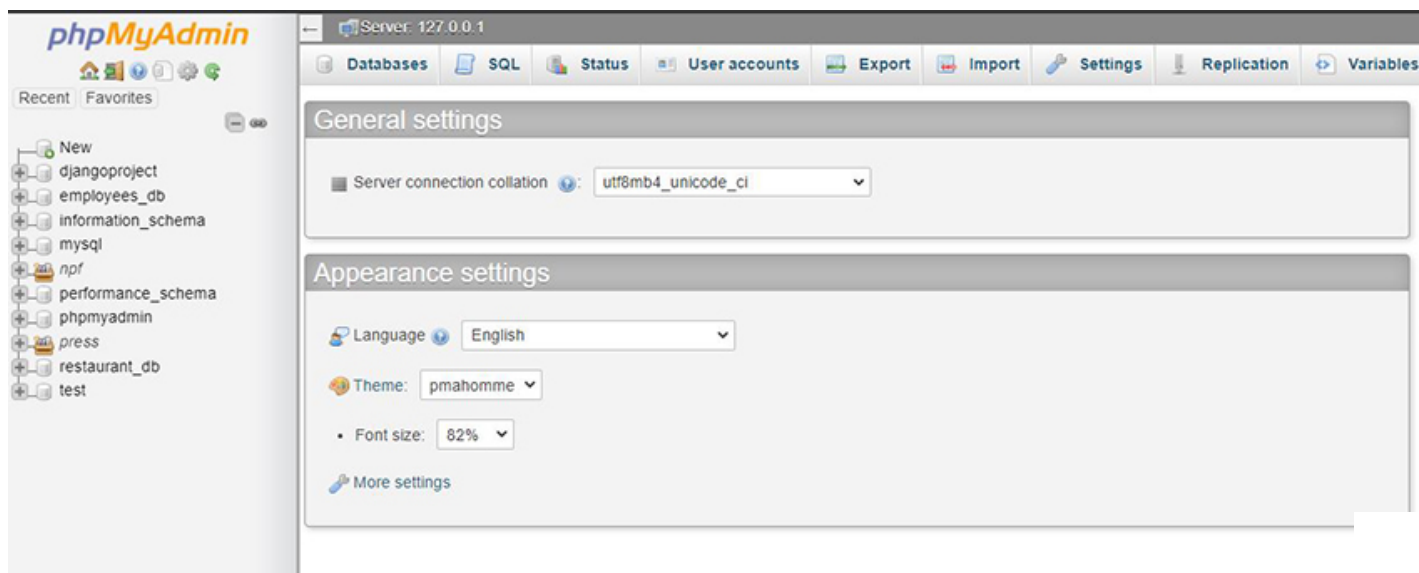 phpMyAdmin
Recent Favorites
New
djangoproject
employees_db
information_schema
mysql
npf
performance_schema
phpmyadmin
press
restaurant_db
test
Server: 127.0.0.1
Databases SQL Status User accounts Export Import Settings Replication Variables
General settings
Server connection collation : utf8mb4_unicode_ci
Appearance settings
Language English
Theme: pmahomme
• Font size: 82%
More settings